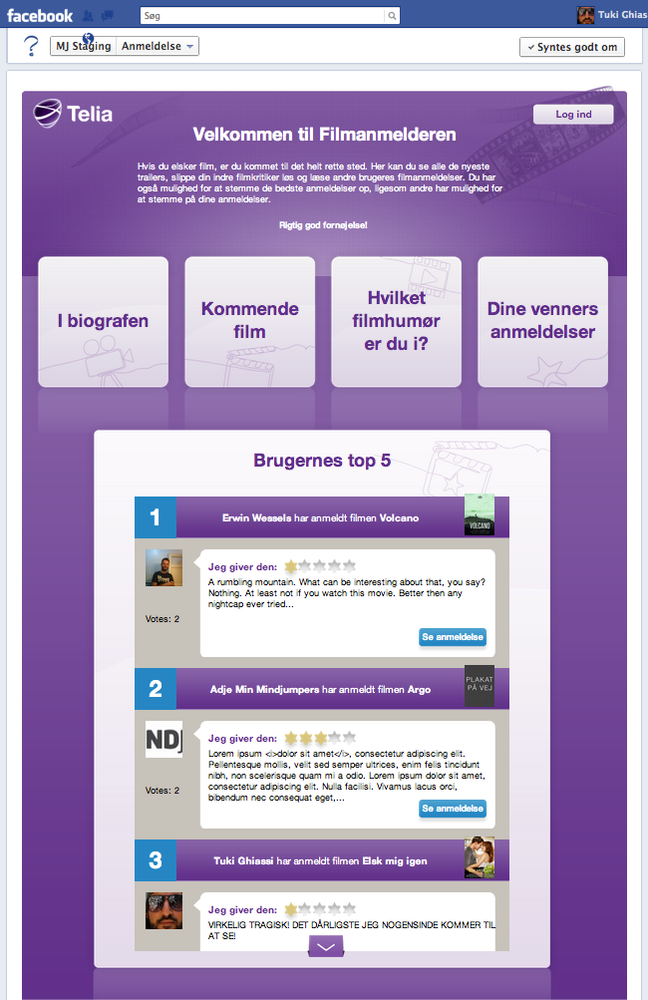 facebook
Søg
Tuki Ghias
MJ Staging
Anmeldelse
Syntes godt om
Telia
Log ind
Velkommen til Filmanmelderen
Hvis du elsker film, er du kommet til det helt rette sted. Her kan du se alle de nyeste
trailers, slippe din indre filmkritiker løs og læse andre brugeres filmanmeldelser. Du har
også mulighed for at stemme de bedste anmeldelser op, ligesom andre har mulighed for
at stemme på dine anmeldelser.
Rigtig god fornøjelse!
I biografen
Kommende
film
Hvilket
filmhumør
er du i?
Dine venners
anmeldelser
Brugernes top 5
1
Erwin Wessels har anmeldt filmen Volcano
VOLCANO
Jeg giver den:
A rumbling mountain. What can be interesting about that, you say?
Nothing. At least not if you watch this movie. Better then any
nightcap ever tried...
Votes: 2
Se anmeldelse
2
Adje Min Mindjumpers har anmeldt filmen Argo
PLAKAT
PÅ VEJ
NDJ
Jeg giver den:
Lorem ipsum <i>dolor sit amet</i>, consectetur adipiscing elit.
Pellentesque mollis, velit sed semper ultrices, enim felis tincidunt
nibh, non scelerisque quam mi a odio. Lorem ipsum dolor sit amet,
consectetur adipiscing elit. Nulla facilisi. Vivamus lacus orci,
bibendum nec consequat eget,...
Votes: 2
Se anmeldelse
3
Tuki Ghiassi har anmeldt filmen Elsk mig igen
Jeg giver den:
VIRKELIG TRAGISK! DET DÅRLIGSTE JEG NOGENSINDE KOMMER TIL
AT SE!